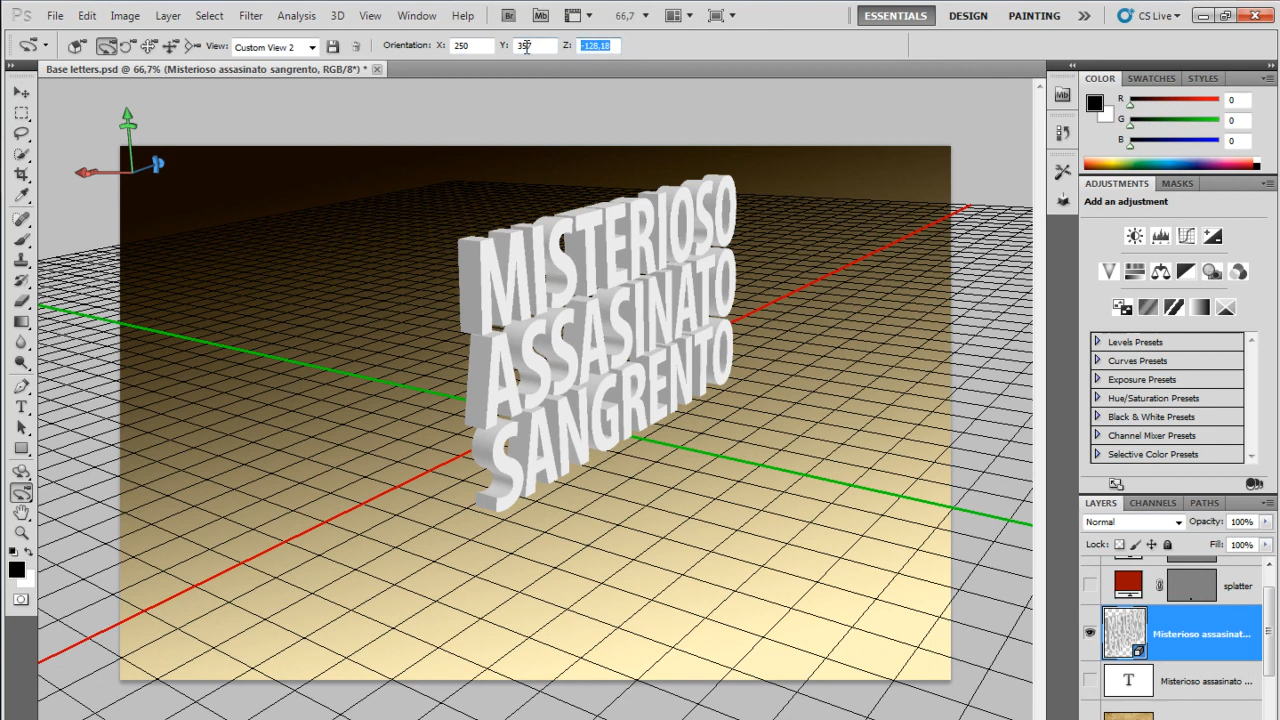 Ps File Edit Image Layer Select Filter Analysis 3D View Window Help Br Mb 66,7 ESSENTIALS DESIGN PAINTING CS Live
View: Custom View 2 Orientation: X: 250 Y: 357 Z: -128,18
Base letters.psd @ 66,7% (Misterioso assasinato sangrento, RGB/8*) *
MISTERIOSO
ASSASINATO
SANGRENTO
Mb
COLOR SWATCHES STYLES
R 0
G 0
B 0
ADJUSTMENTS MASKS
Add an adjustment
Levels Presets
Curves Presets
Exposure Presets
Hue/Saturation Presets
Black & White Presets
Channel Mixer Presets
Selective Color Presets
LAYERS CHANNELS PATHS
Normal Opacity: 100%
Lock: Fill: 100%
splatter
Misterioso assasinat...
T Misterioso assasinato ...